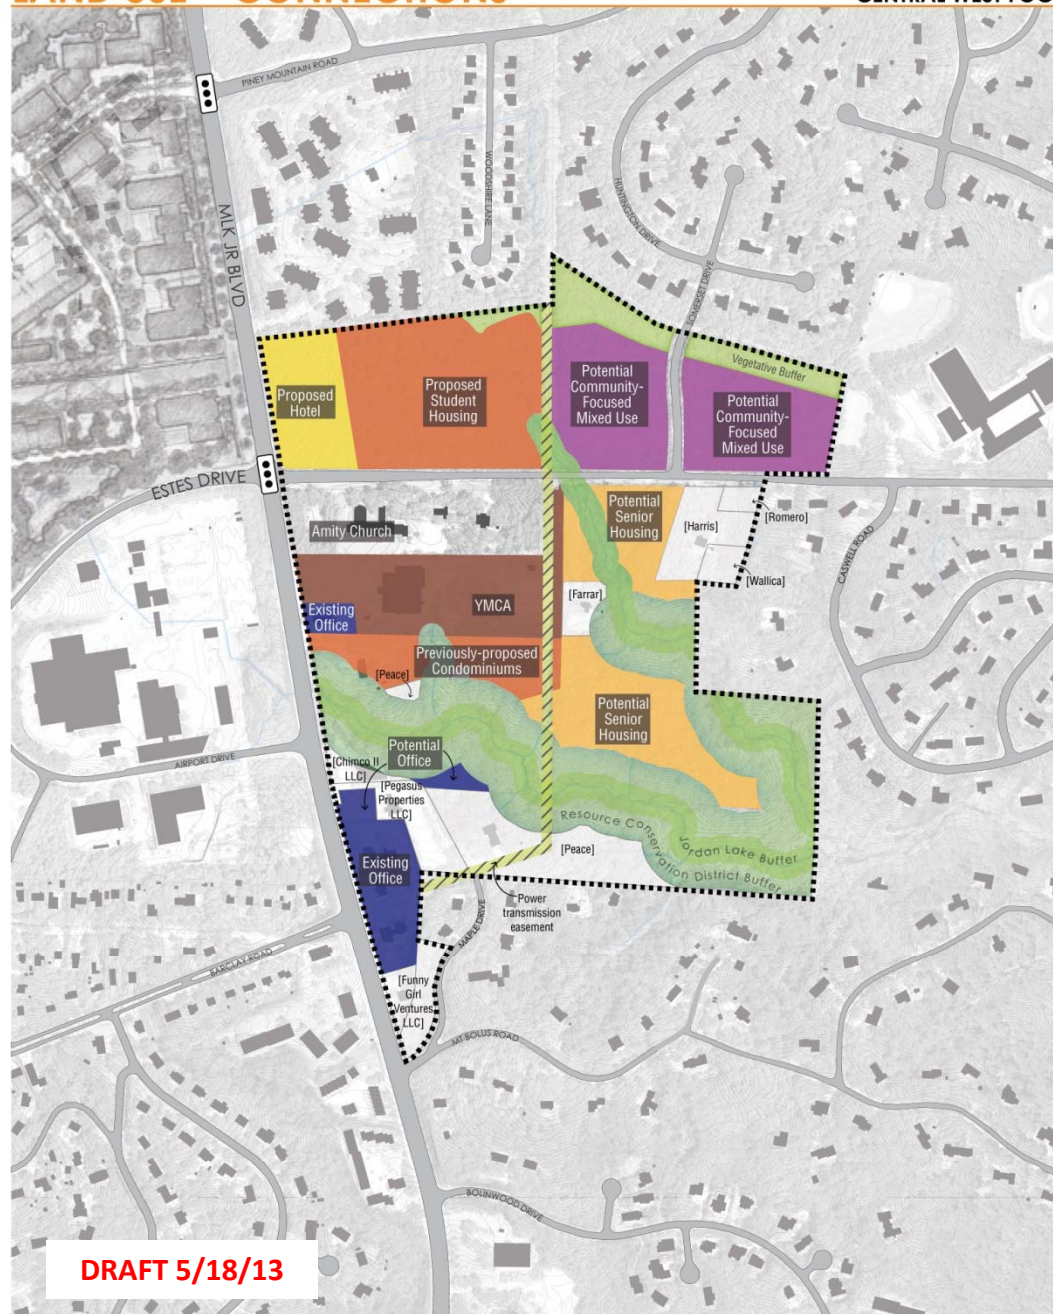 PINEY MOUNTAIN ROAD
WOODSHIRE LANE
HUNTINGTON DRIVE
MLK JR BLVD
SOMERSET DRIVE
Vegetative Buffer
Proposed
Hotel
Proposed
Student
Housing
Potential
Community-
Focused
Mixed Use
Potential
Community-
Focused
Mixed Use
ESTES DRIVE
Amity Church
Potential
Senior
Housing
[Harris]
[Romero]
[Wallica]
CASWELL ROAD
YMCA
[Farrar]
Existing
Office
Previously-proposed
Condominiums
[Peace]
Potential
Senior
Housing
Potential
Office
AIRPORT DRIVE
[Chimco II
LLC]
[Pegasus
Properties
LLC]
Resource Conservation District Buffer
Jordan Lake Buffer
[Peace]
Existing
Office
Power
transmission
easement
MAPLE DRIVE
BARCLAY ROAD
[Funny
Girl
Ventures
LLC]
MT BOLUS ROAD
BOLINWOOD DRIVE
DRAFT 5/18/13